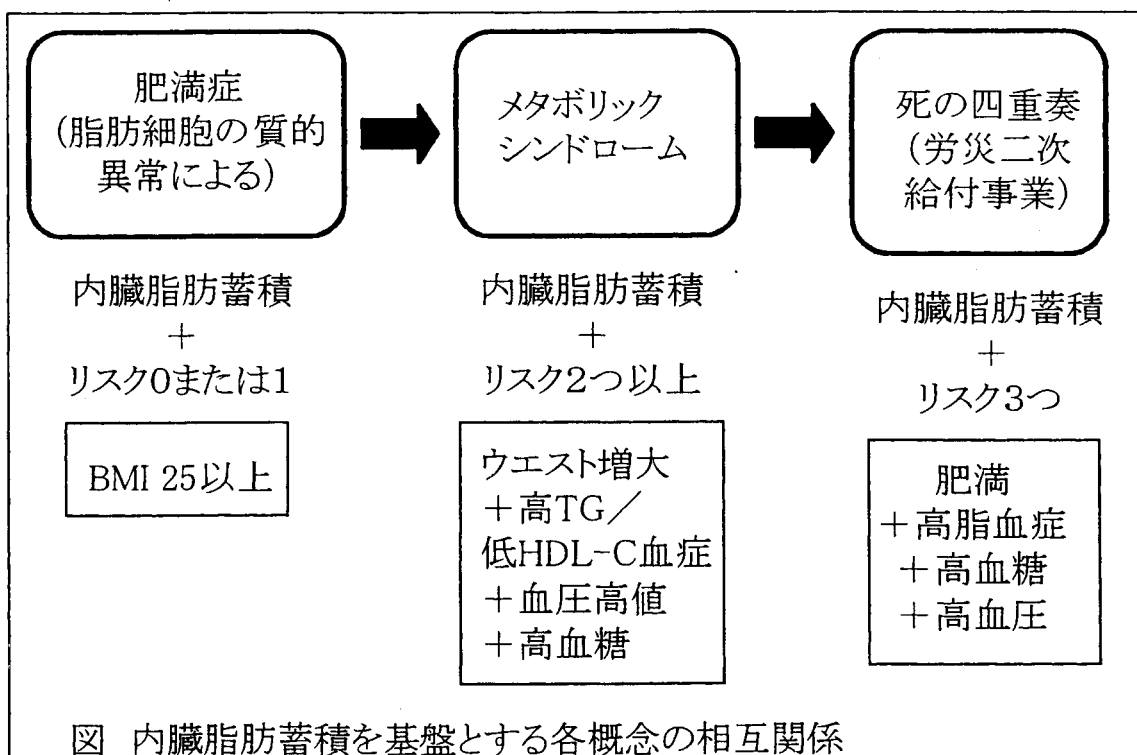 肥満症
(脂肪細胞の質的
異常による)
内臓脂肪蓄積
+
リスク0または1
BMI 25以上
メタボリック
シンドローム
内臓脂肪蓄積
+
リスク2つ以上
ウエスト増大
+高TG/
低HDL-C血症
+血圧高値
+高血糖
死の四重奏
(労災二次
給付事業)
内臓脂肪蓄積
+
リスク3つ
肥満
+高脂血症
+高血糖
+高血圧
図 内臓脂肪蓄積を基盤とする各概念の相互関係